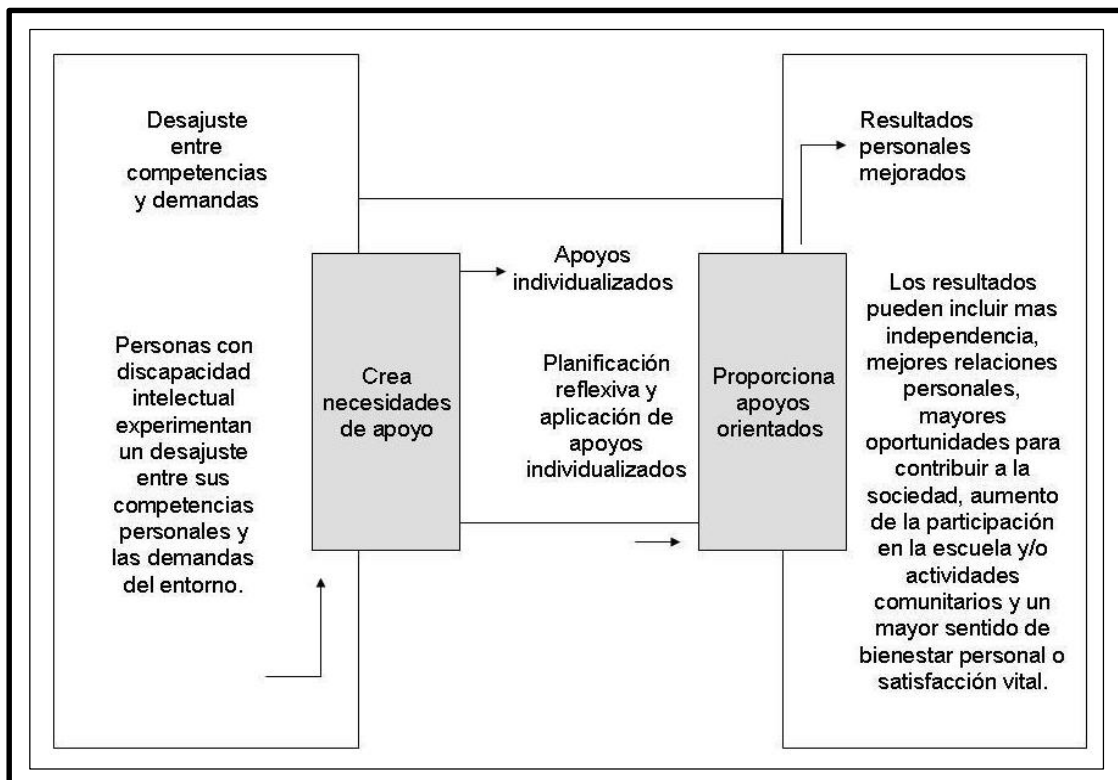 Desajuste
entre
competencias
y demandas
Personas con
discapacidad
intelectual
experimentan
un desajuste
entre sus
competencias
personales y
las demandas
del entorno.
Crea
necesidades
de apoyo
Apoyos
individualizados
Planificación
reflexiva y
aplicación de
apoyos
individualizados
Proporciona
apoyos
orientados
Resultados
personales
mejorados
Los resultados
pueden incluir mas
independencia,
mejores relaciones
personales,
mayores
oportunidades para
contribuir a la
sociedad, aumento
de la participación
en la escuela y/o
actividades
comunitarios y un
mayor sentido de
bienestar personal o
satisfacción vital.